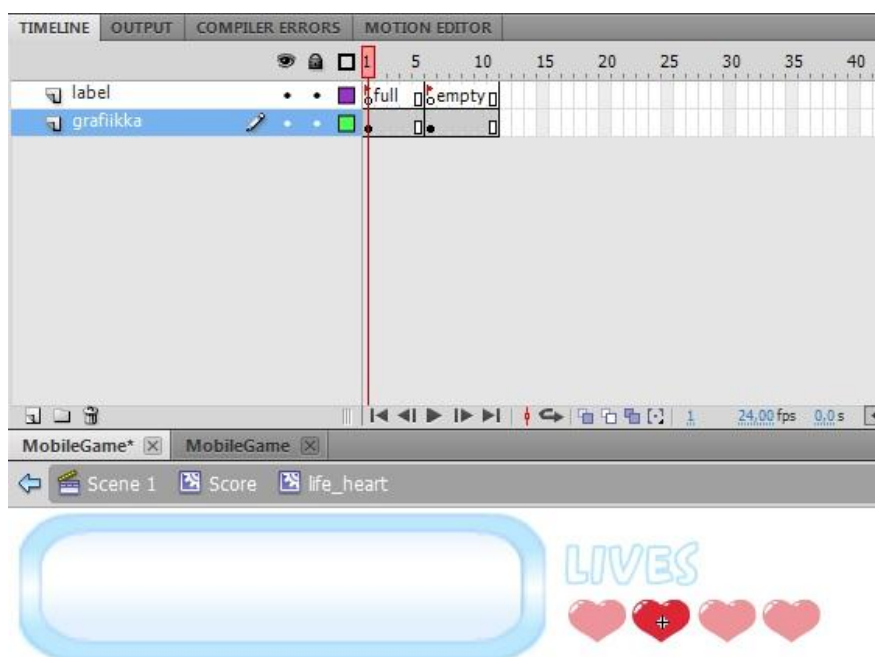 TIMELINE OUTPUT COMPILER ERRORS MOTION EDITOR
1 5 10 15 20 25 30 35 40
label full empty
grafiikka
1 24,00 fps 0,0 s
MobileGame* MobileGame
Scene 1 Score life_heart
LIVES